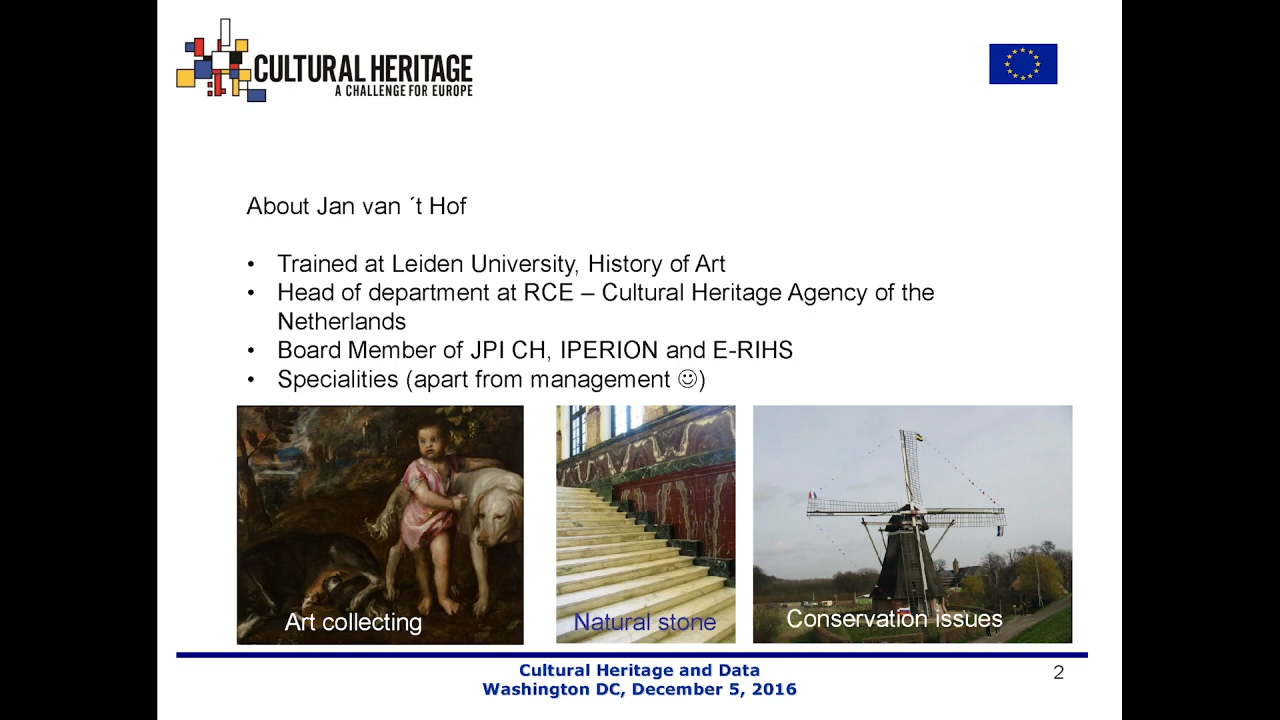 CULTURAL HERITAGE
A CHALLENGE FOR EUROPE
About Jan van ´t Hof
• Trained at Leiden University, History of Art
• Head of department at RCE – Cultural Heritage Agency of the
Netherlands
• Board Member of JPI CH, IPERION and E-RIHS
• Specialities (apart from management ☺)
Art collecting
Natural stone
Conservation issues
Cultural Heritage and Data
Washington DC, December 5, 2016
2